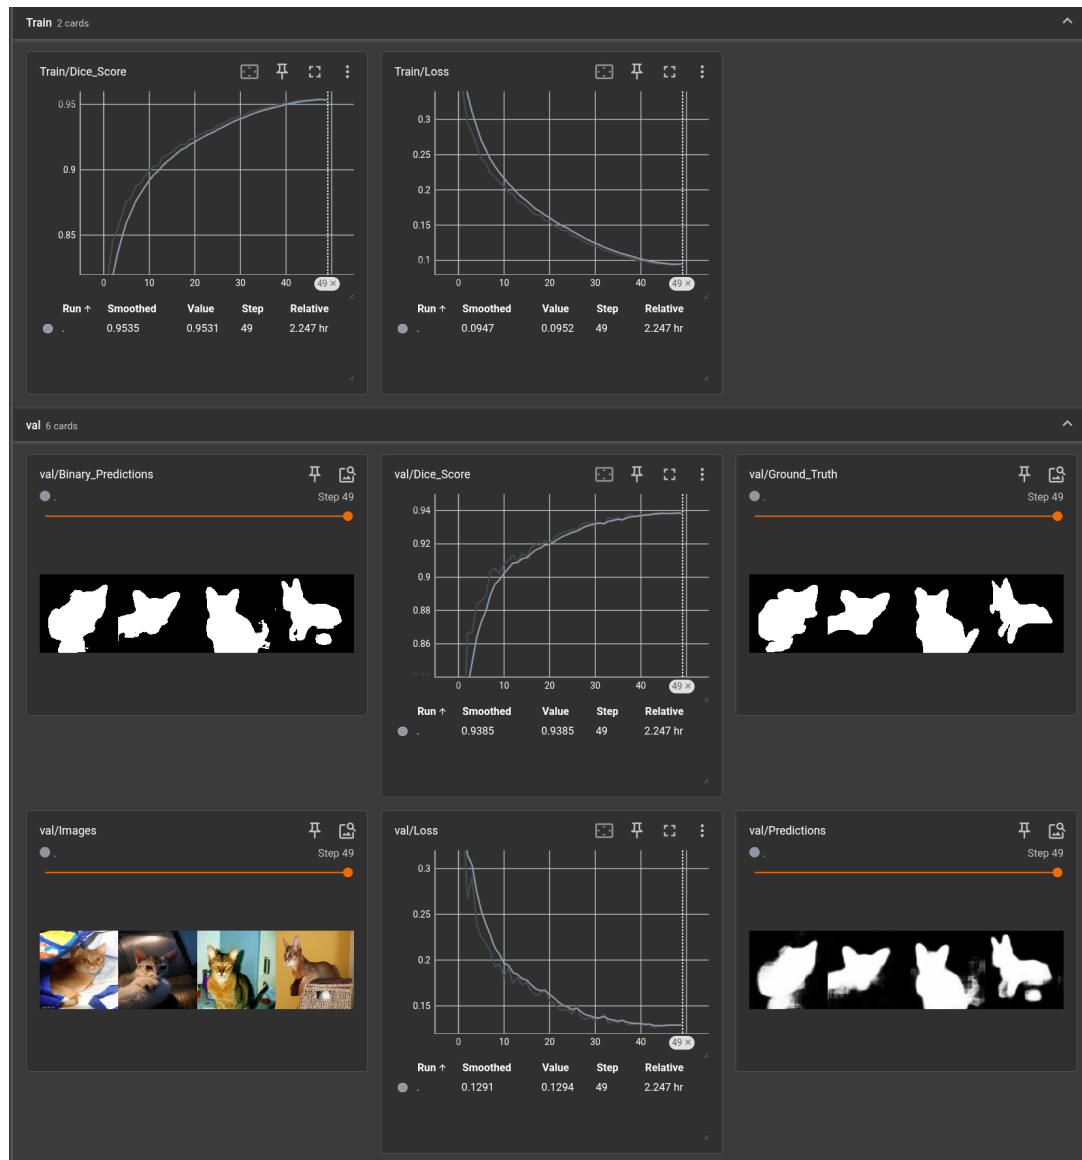 Train 2 cards
Train/Dice_Score
0.95
0.9
0.85
0 10 20 30 40 49 ×
Run ↑ Smoothed Value Step Relative
. 0.9535 0.9531 49 2.247 hr
Train/Loss
0.3
0.25
0.2
0.15
0.1
0 10 20 30 40 49 ×
Run ↑ Smoothed Value Step Relative
. 0.0947 0.0952 49 2.247 hr
val 6 cards
val/Binary_Predictions
. Step 49
val/Dice_Score
0.94
0.92
0.9
0.88
0.86
0 10 20 30 40 49 ×
Run ↑ Smoothed Value Step Relative
. 0.9385 0.9385 49 2.247 hr
val/Ground_Truth
. Step 49
val/Images
. Step 49
val/Loss
0.3
0.25
0.2
0.15
0 10 20 30 40 49 ×
Run ↑ Smoothed Value Step Relative
. 0.1291 0.1294 49 2.247 hr
val/Predictions
. Step 49